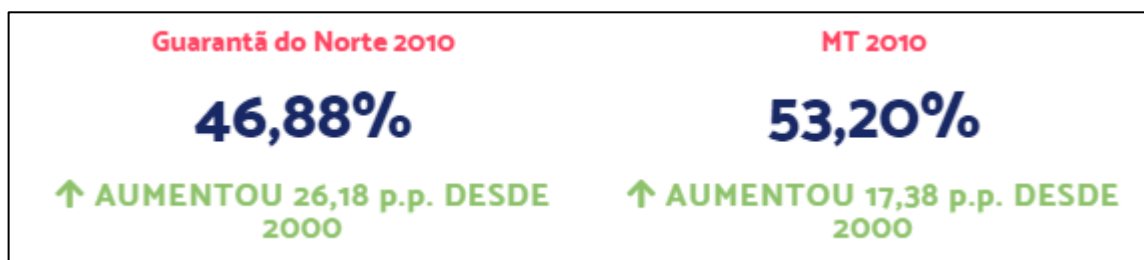 Guarantã do Norte 2010
46,88%
↑ AUMENTOU 26,18 p.p. DESDE
2000
MT 2010
53,20%
↑ AUMENTOU 17,38 p.p. DESDE
2000